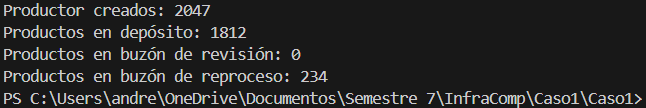 Productor creados: 2047
Productos en depósito: 1812
Productos en buzón de revisión: 0
Productos en buzón de reproceso: 234
PS C:\Users\andre\OneDrive\Documentos\Semestre 7\InfraComp\Caso1\Caso1>